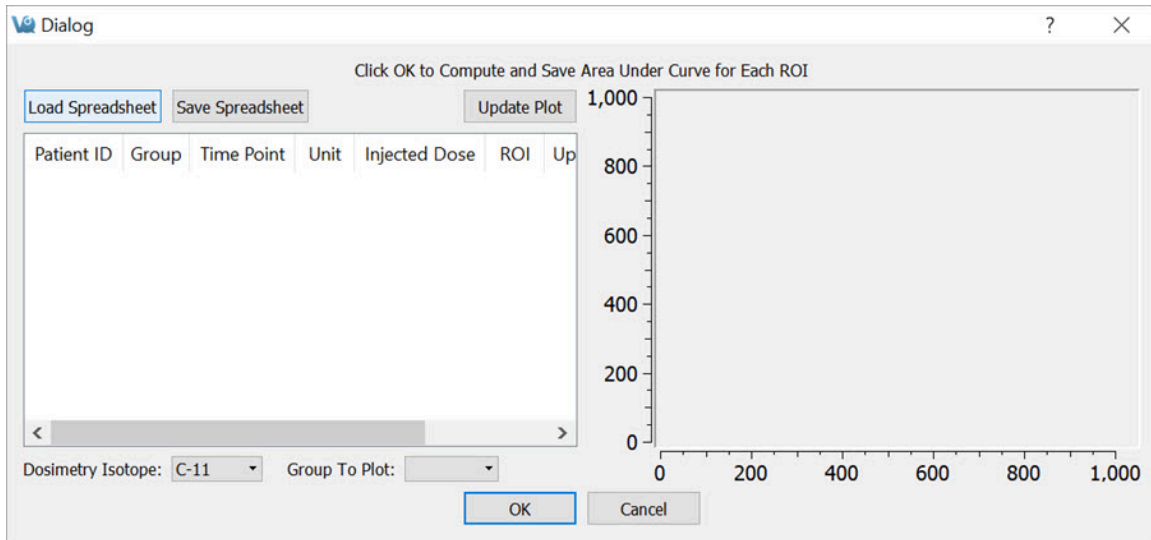 Dialog
?
Click OK to Compute and Save Area Under Curve for Each ROI
Load Spreadsheet Save Spreadsheet Update Plot
Patient ID Group Time Point Unit Injected Dose ROI Up
1,000
800
600
400
200
0
0 200 400 600 800 1,000
Dosimetry Isotope: C-11 Group To Plot:
OK Cancel